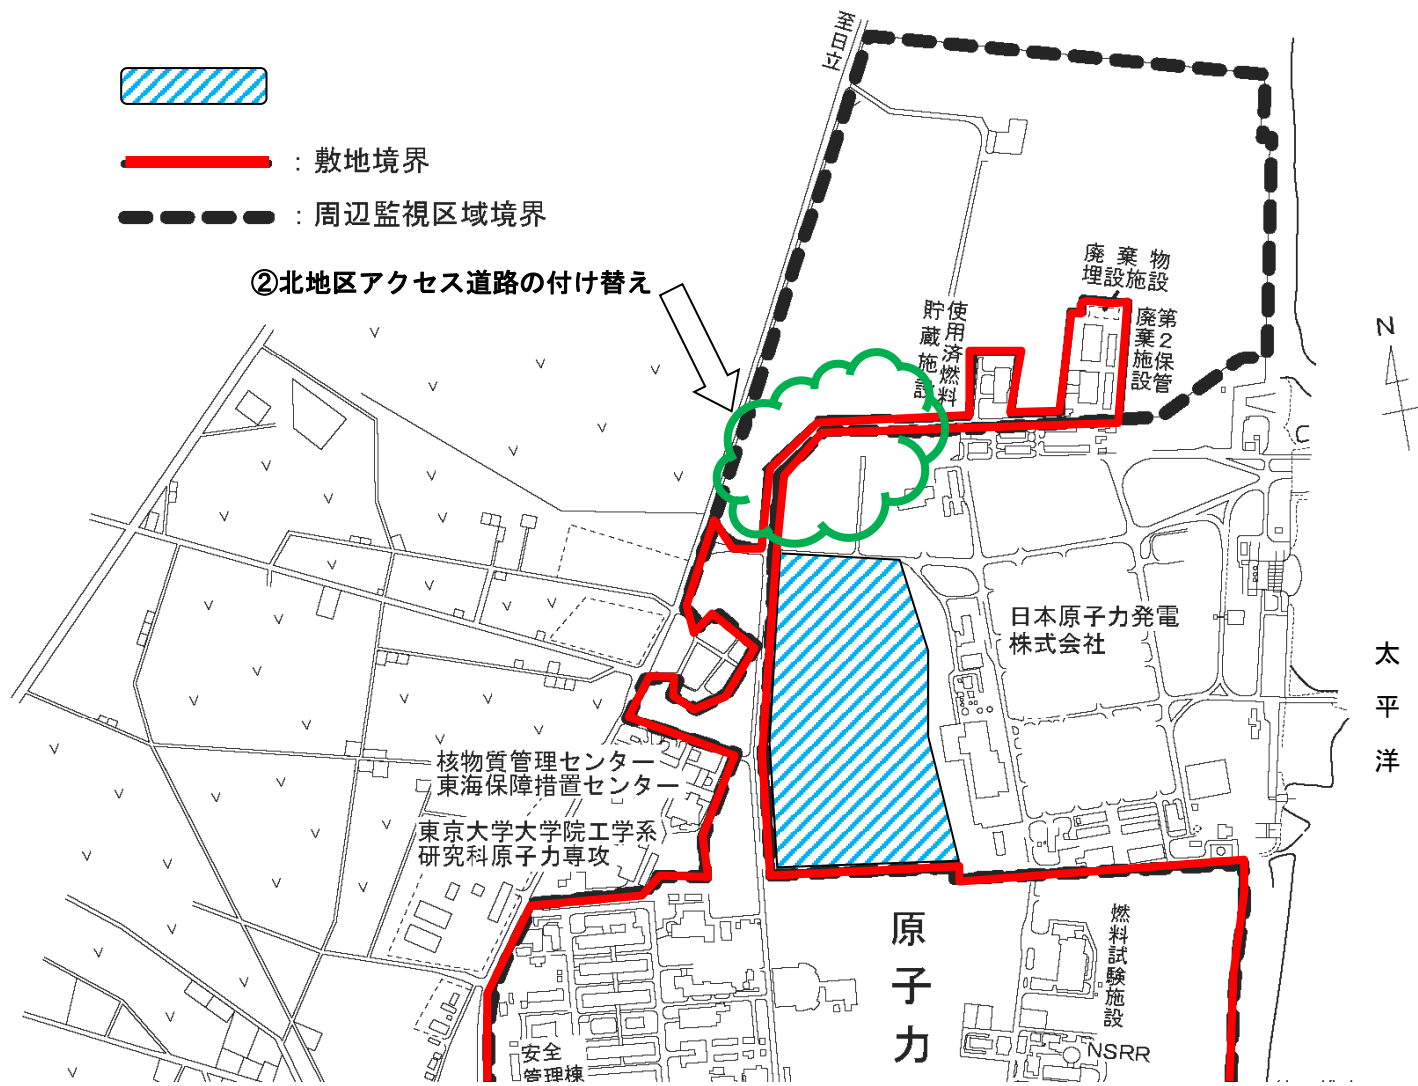 至日立
：敷地境界
：周辺監視区域境界
②北地区アクセス道路の付け替え
廃棄物
埋設施設
使用済燃料
貯蔵施設
第2保管
廃棄施設
N
日本原子力発電
株式会社
太平洋
核物質管理センター
東海保障措置センター
東京大学大学院工学系
研究科原子力専攻
原子力
燃料試験施設
NSRR
安全
管理棟